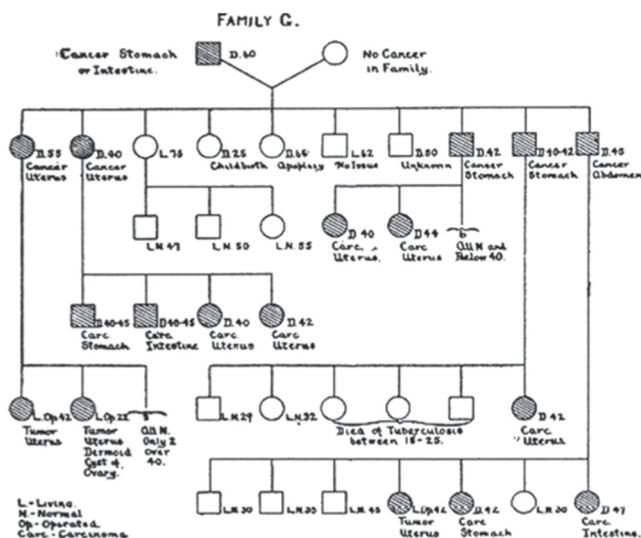 FAMILY G.
Cancer Stomach
or Intestine.
D.60
No Cancer
in Family.
D.55
Cancer
Uterus
D.40
Cancer
Uterus
L.75
D.25
Childbirth
D.65
Apoplexy
L.62
No Issue
D.50
Unknown
D.42
Cancer
Stomach
D 40-42
Cancer
Stomach
D.45
Cancer
Abdomen
L.N.47
L.N.50
L.N.55
D.40
Carc.
Uterus.
D.44
Carc
Uterus
6
All N and
Below 40.
D 40-45
Carc
Stomach
D 40-45
Carc
Intestine
D.40
Carc.
Uterus
D.42
Carc
Uterus
L.Op.42
Tumor
Uterus
Tumor
Uterus
Dermoid
Cyst of
Ovary.
All N.
Only 2
Over
40.
L.N.29
L.N.32
Died of Tuberculosis
between 18-25.
D.42
Carc
Uterus
L.N.30
L.N.35
L.N.45
L.Op.42
Tumor
Uterus
D.42
Carc
Stomach
L.N.30
D.47
Carc
Intestine.
L.-Living
N.-Normal
Op-Operated
Carc-Carcinoma